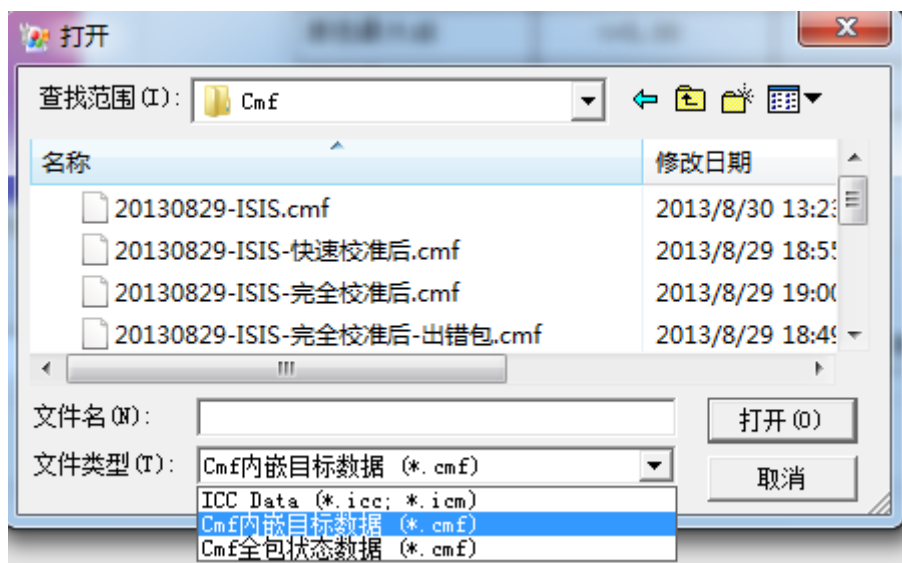 打开
查找范围(I):
Cmf
名称 修改日期
20130829-ISIS.cmf 2013/8/30 13:23
20130829-ISIS-快速校准后.cmf 2013/8/29 18:55
20130829-ISIS-完全校准后.cmf 2013/8/29 19:00
20130829-ISIS-完全校准后-出错包.cmf 2013/8/29 18:49
文件名(N):
打开(O)
文件类型(T): Cmf内嵌目标数据 (*.cmf)
取消
ICC Data (*.icc; *.icm)
Cmf内嵌目标数据 (*.cmf)
Cmf全包状态数据 (*.cmf)